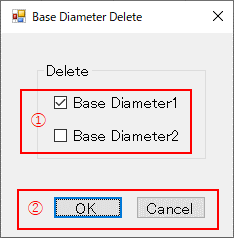 Base Diameter Delete
Delete
① Base Diameter1
Base Diameter2
② OK Cancel